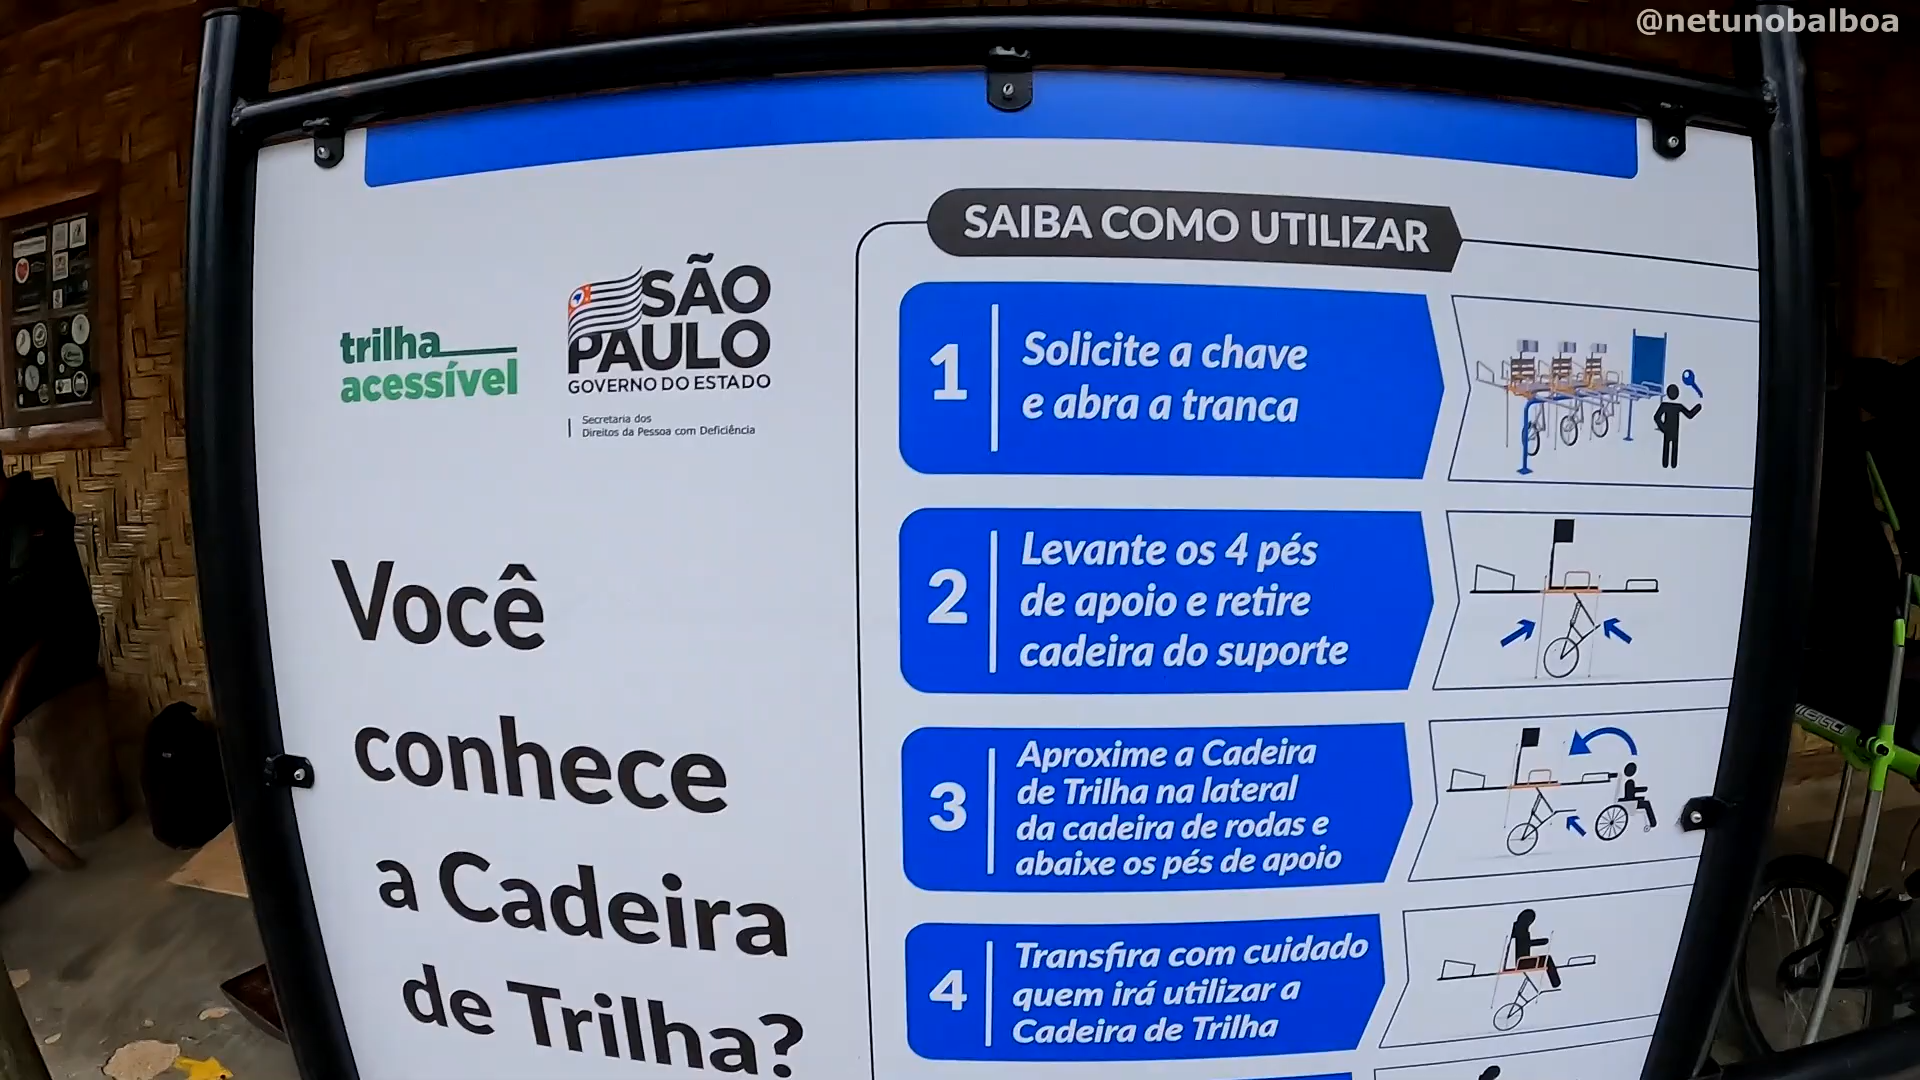 @netunobalboa
trilha
acessível
SÃO
PAULO
GOVERNO DO ESTADO
Secretaria dos
Direitos da Pessoa com Deficiência
Você
conhece
a Cadeira
de Trilha?
SAIBA COMO UTILIZAR
1
Solicite a chave
e abra a tranca
2
Levante os 4 pés
de apoio e retire
cadeira do suporte
3
Aproxime a Cadeira
de Trilha na lateral
da cadeira de rodas e
abaixe os pés de apoio
4
Transfira com cuidado
quem irá utilizar a
Cadeira de Trilha